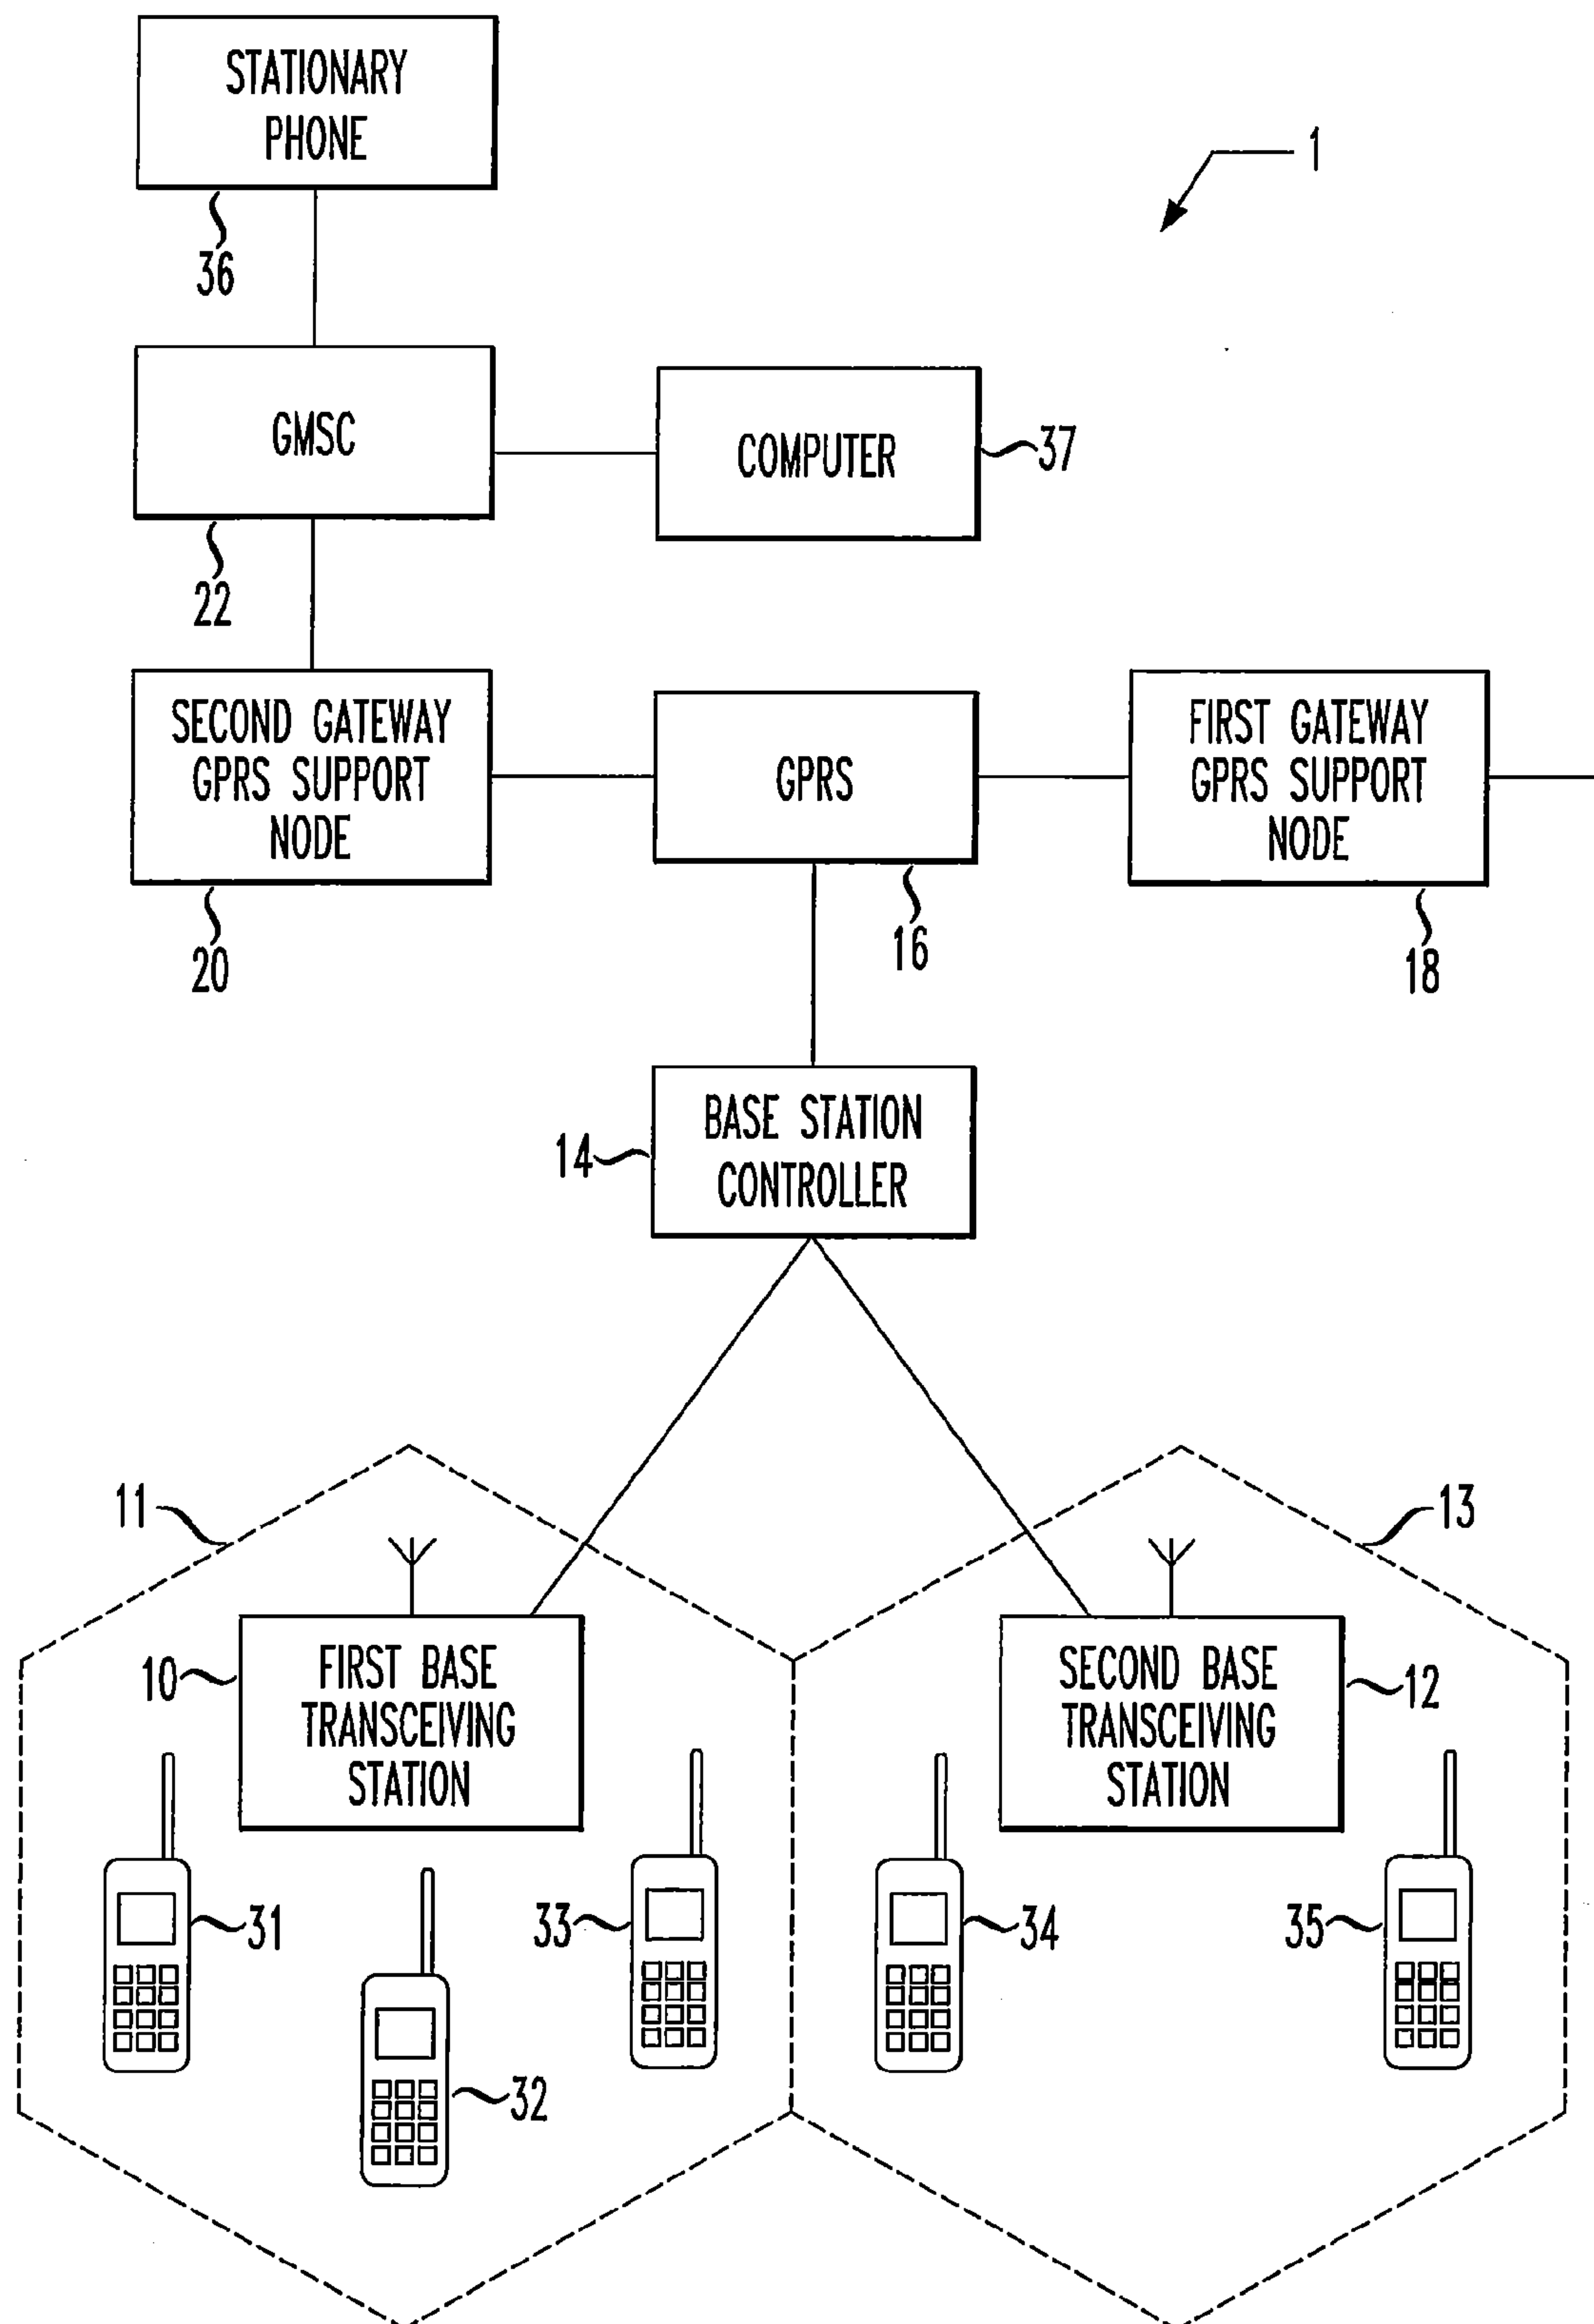 STATIONARY
PHONE
1
36
GMSC
COMPUTER
37
22
SECOND GATEWAY
GPRS SUPPORT
NODE
GPRS
FIRST GATEWAY
GPRS SUPPORT
NODE
20
16
18
14
BASE STATION
CONTROLLER
11
13
10
FIRST BASE
TRANSCEIVING
STATION
SECOND BASE
TRANSCEIVING
STATION
12
31
33
34
35
32